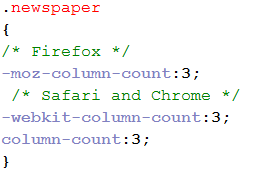 .newspaper
{
/* Firefox */
-moz-column-count:3;
/* Safari and Chrome */
-webkit-column-count:3;
column-count:3;
}